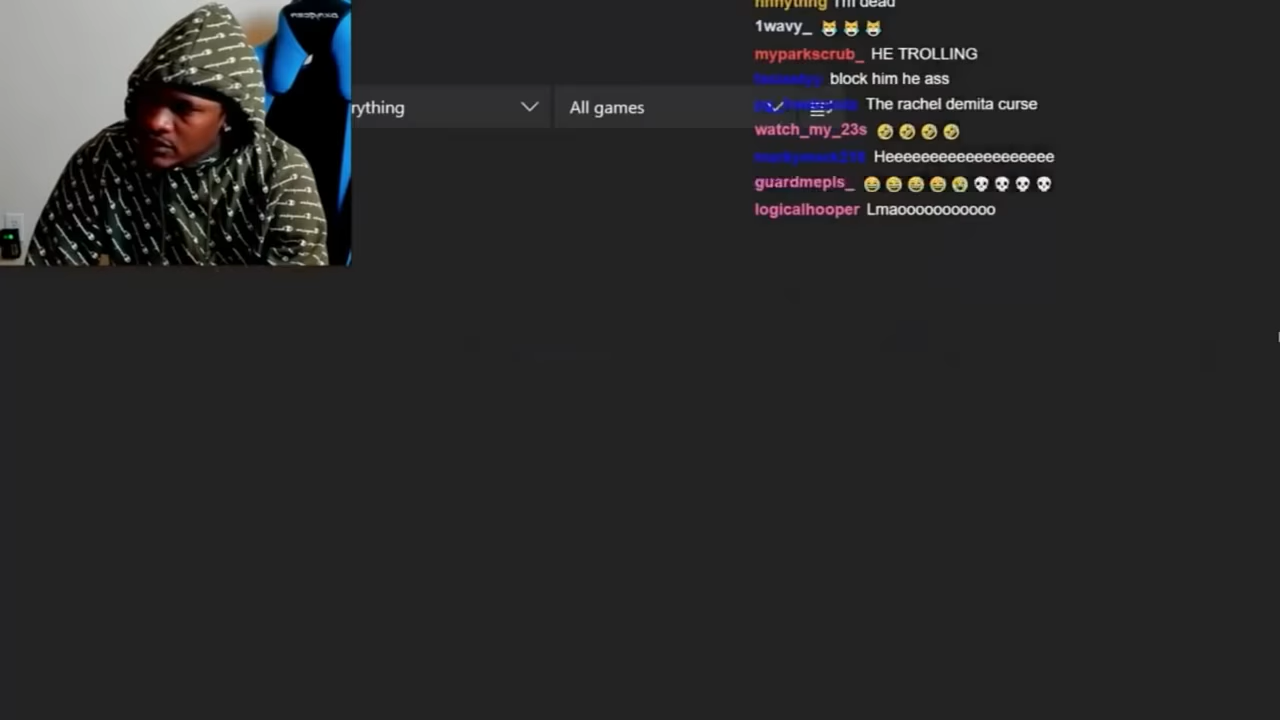 I'm dead
1wavy_ 😹 😹 😹
myparkscrub_ HE TROLLING
block him he ass
rything
All games
The rachel demita curse
watch_my_23s 🤣 🤣 🤣 🤣
Heeeeeeeeeeeeeeeeeee
guardmepls_ 😂 😂 😂 😂 😭 💀 💀 💀 💀
logicalhooper Lmaooooooooooo